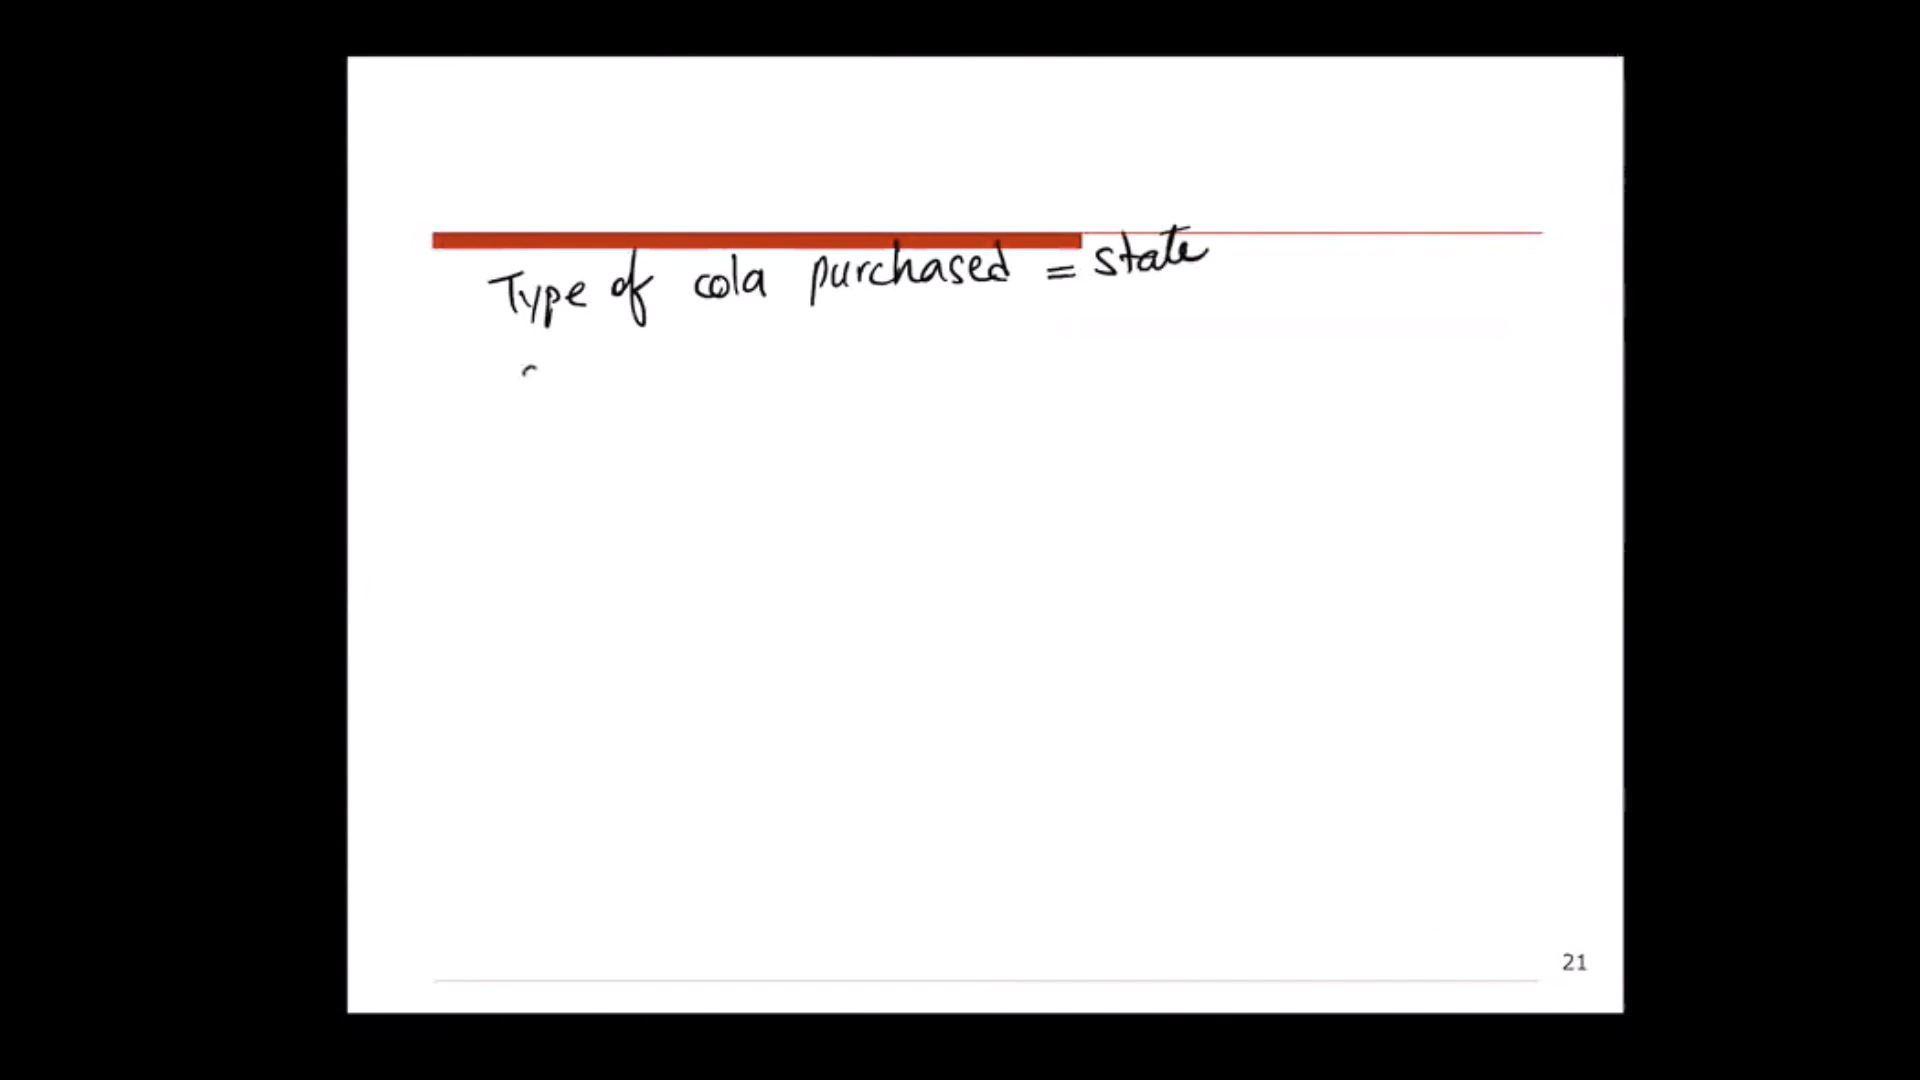 Type of cola purchased = state
21